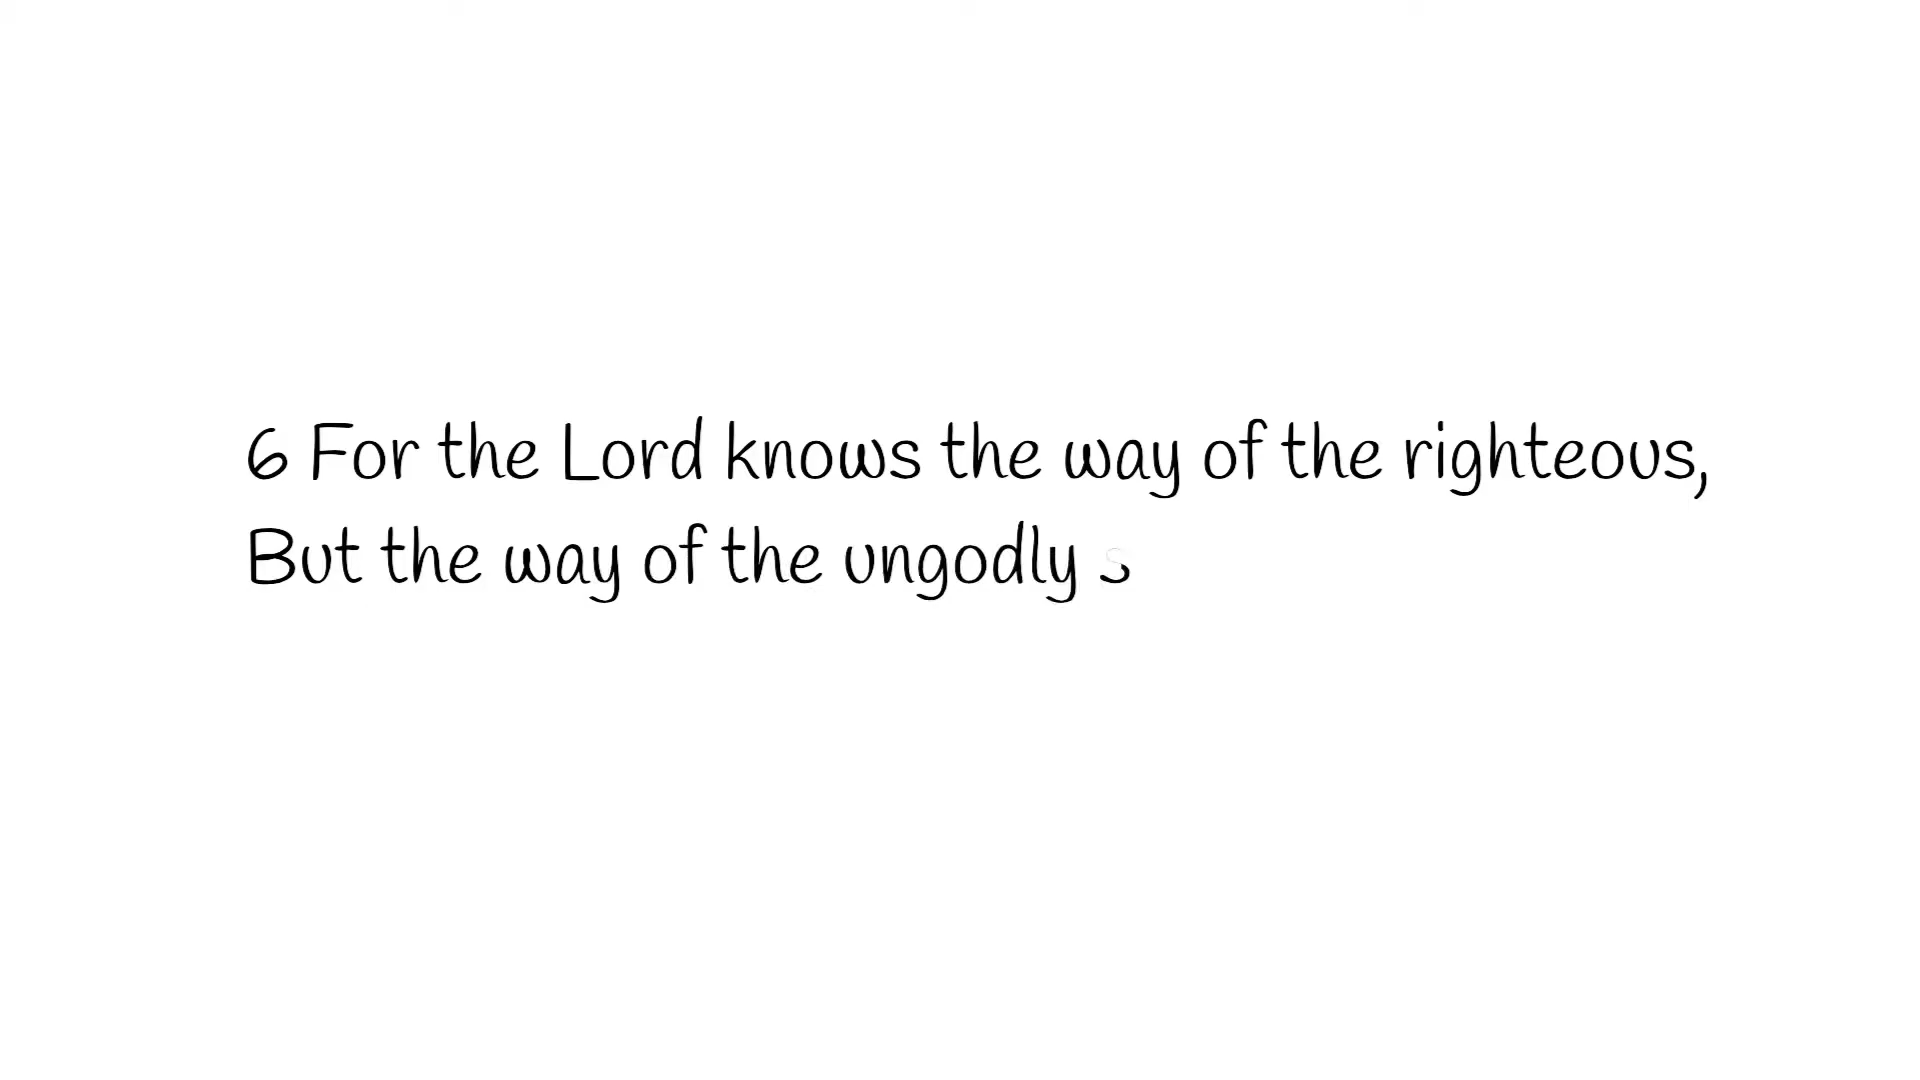 6 For the Lord knows the way of the righteous,
But the way of the ungodly s